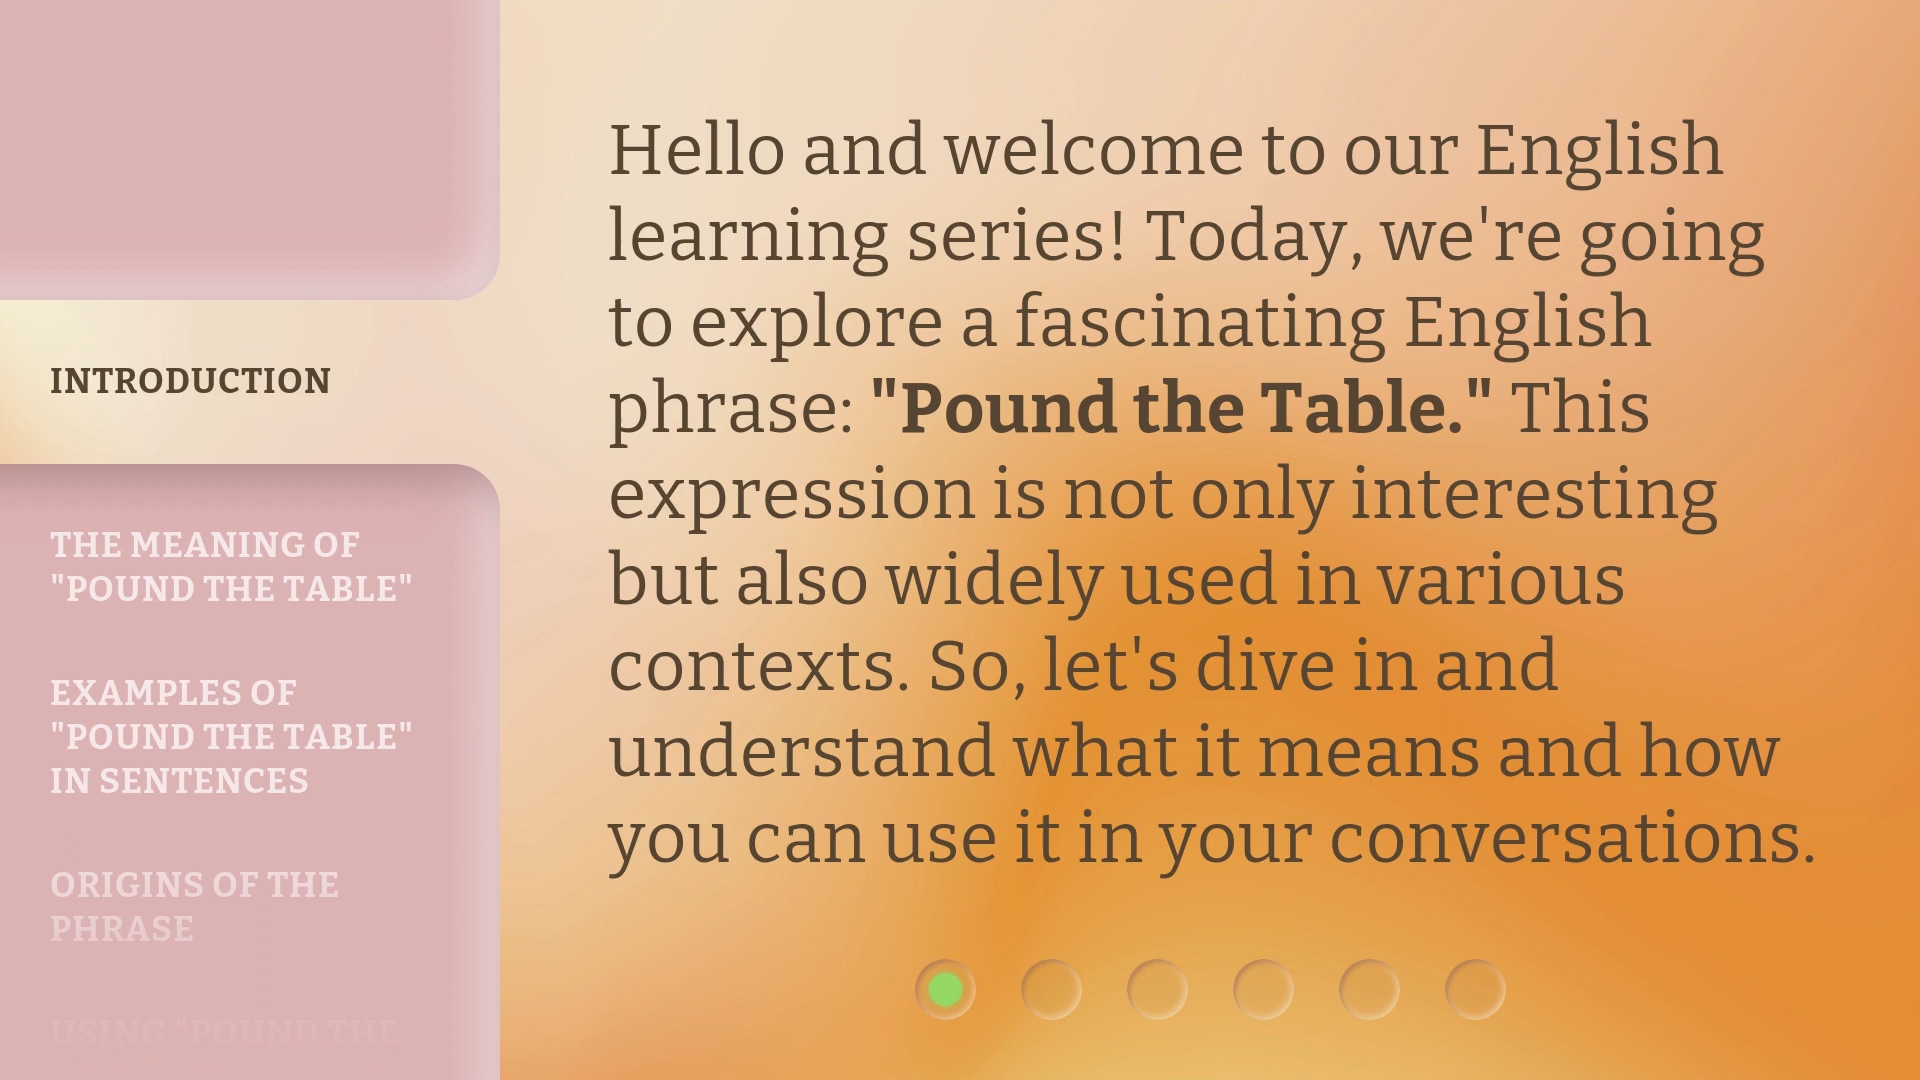 INTRODUCTION
THE MEANING OF
"POUND THE TABLE"
EXAMPLES OF
"POUND THE TABLE"
IN SENTENCES
ORIGINS OF THE
PHRASE
USING "POUND THE
Hello and welcome to our English
learning series! Today, we're going
to explore a fascinating English
phrase: "Pound the Table." This
expression is not only interesting
but also widely used in various
contexts. So, let's dive in and
understand what it means and how
you can use it in your conversations.